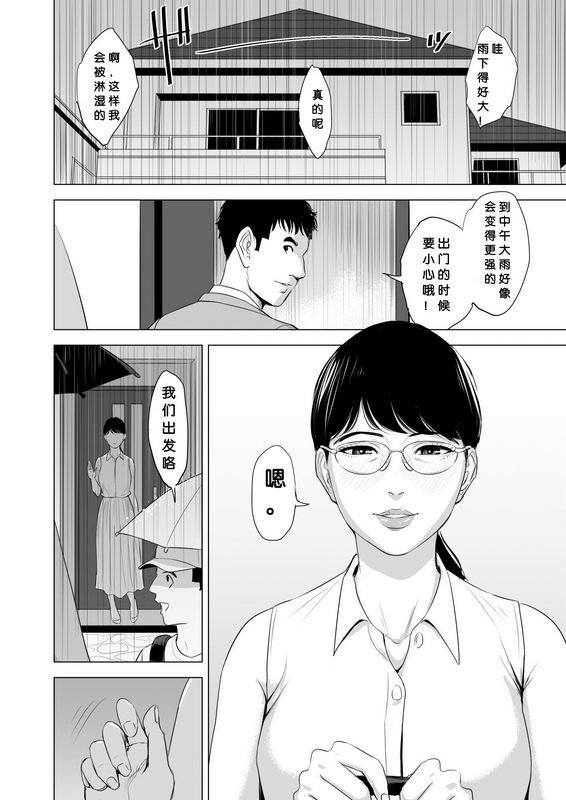 哇
雨下得好大！
真的呢
啊，这样我
会被淋湿的
到中午大雨好像
会变得更强的
出门的时候
要小心哦！
嗯。
我们出发咯